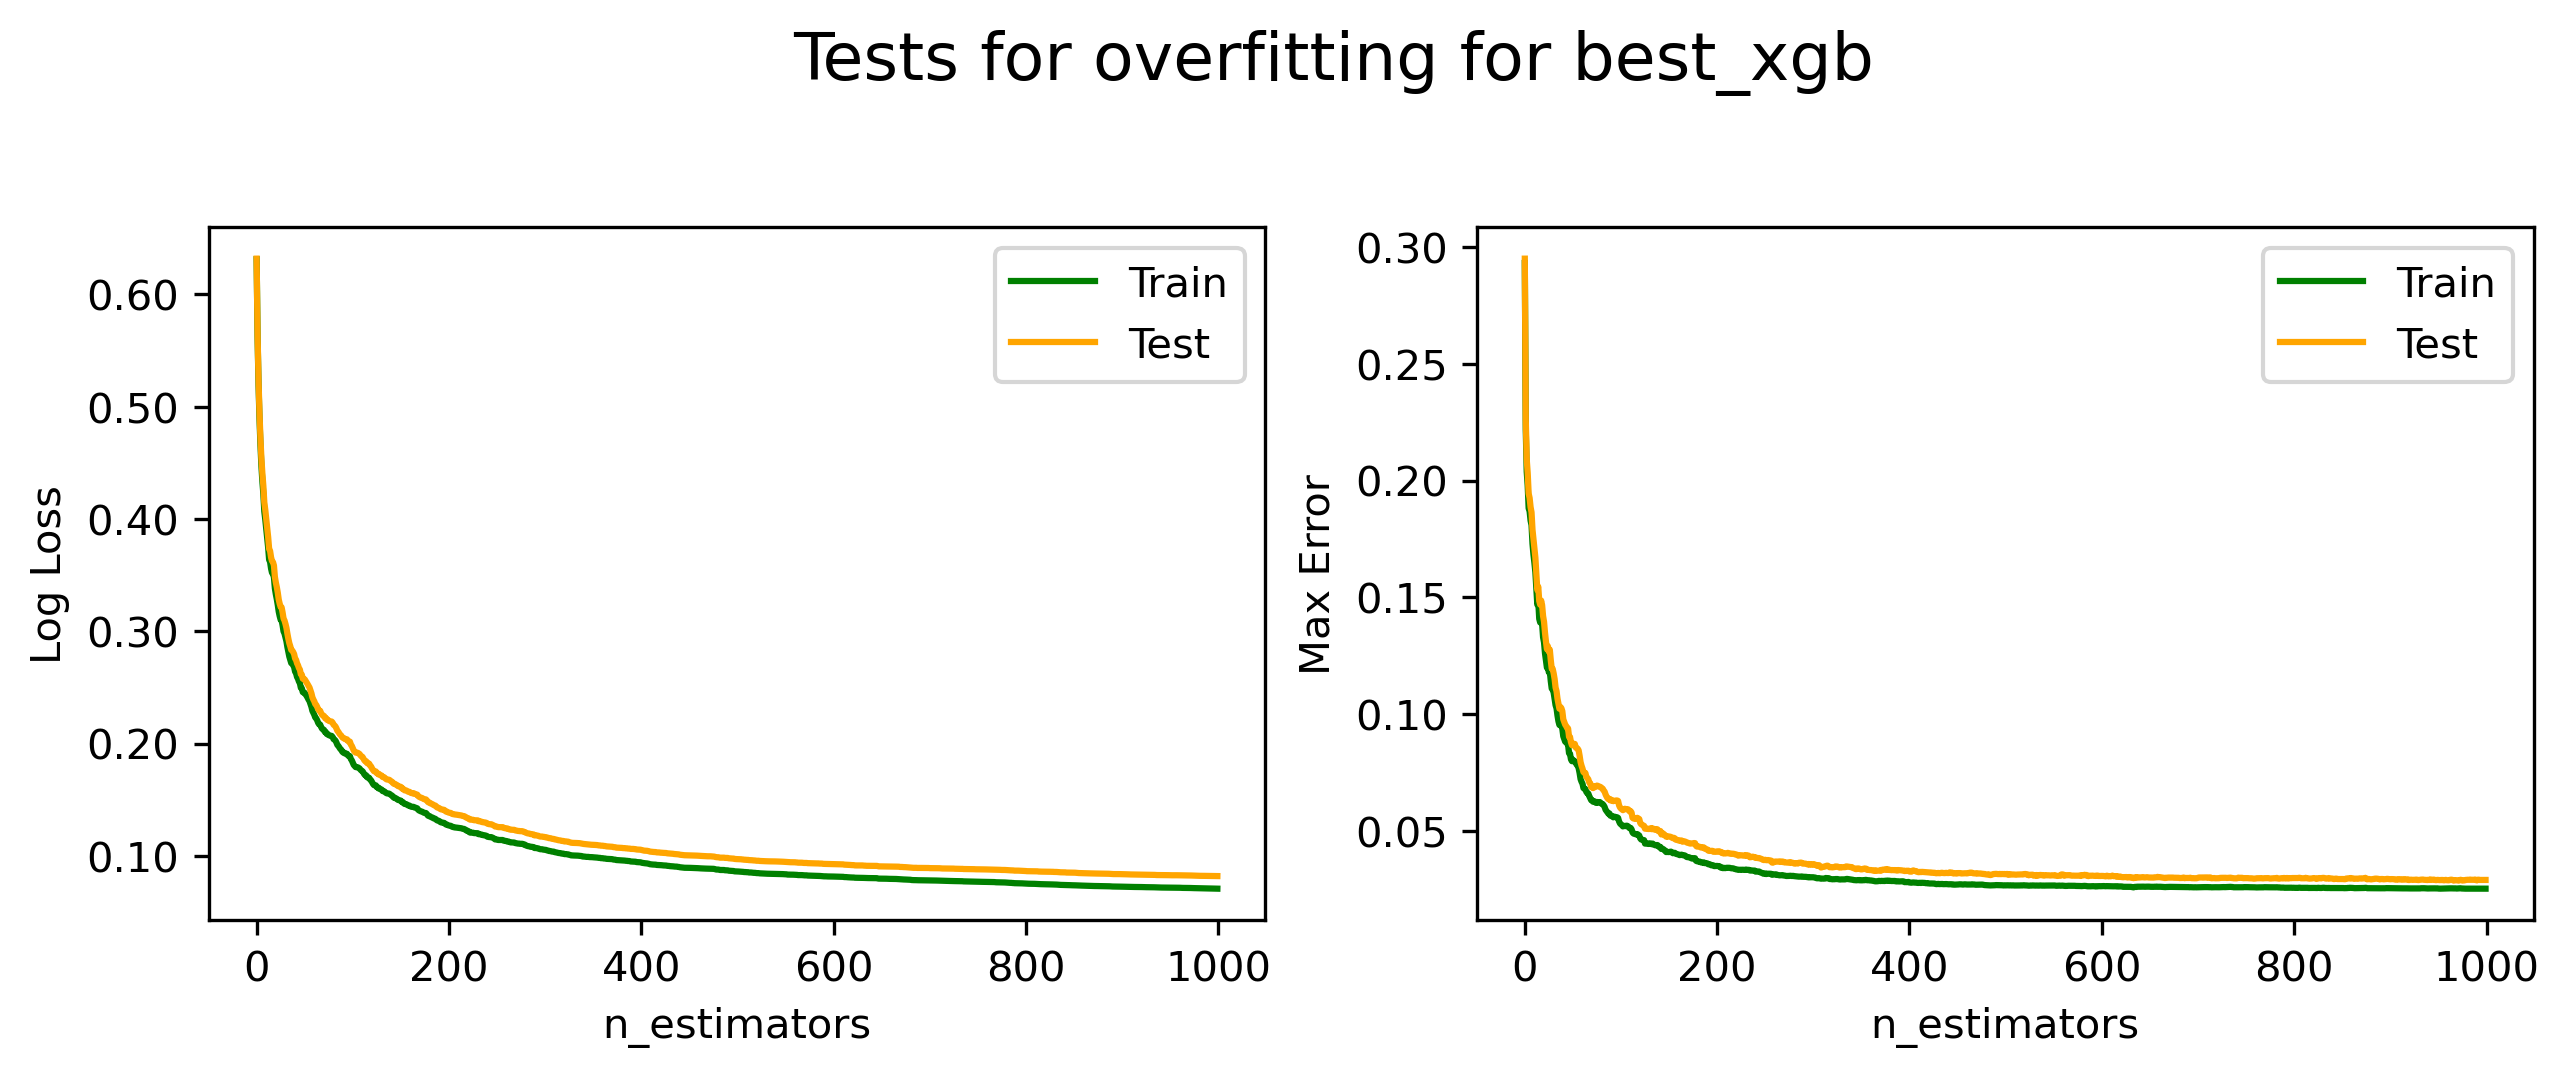 Tests for overfitting for best_xgb
Log Loss
0.60
0.50
0.40
0.30
0.20
0.10
0 200 400 600 800 1000
n_estimators
Train
Test
Max Error
0.30
0.25
0.20
0.15
0.10
0.05
0 200 400 600 800 1000
n_estimators
Train
Test